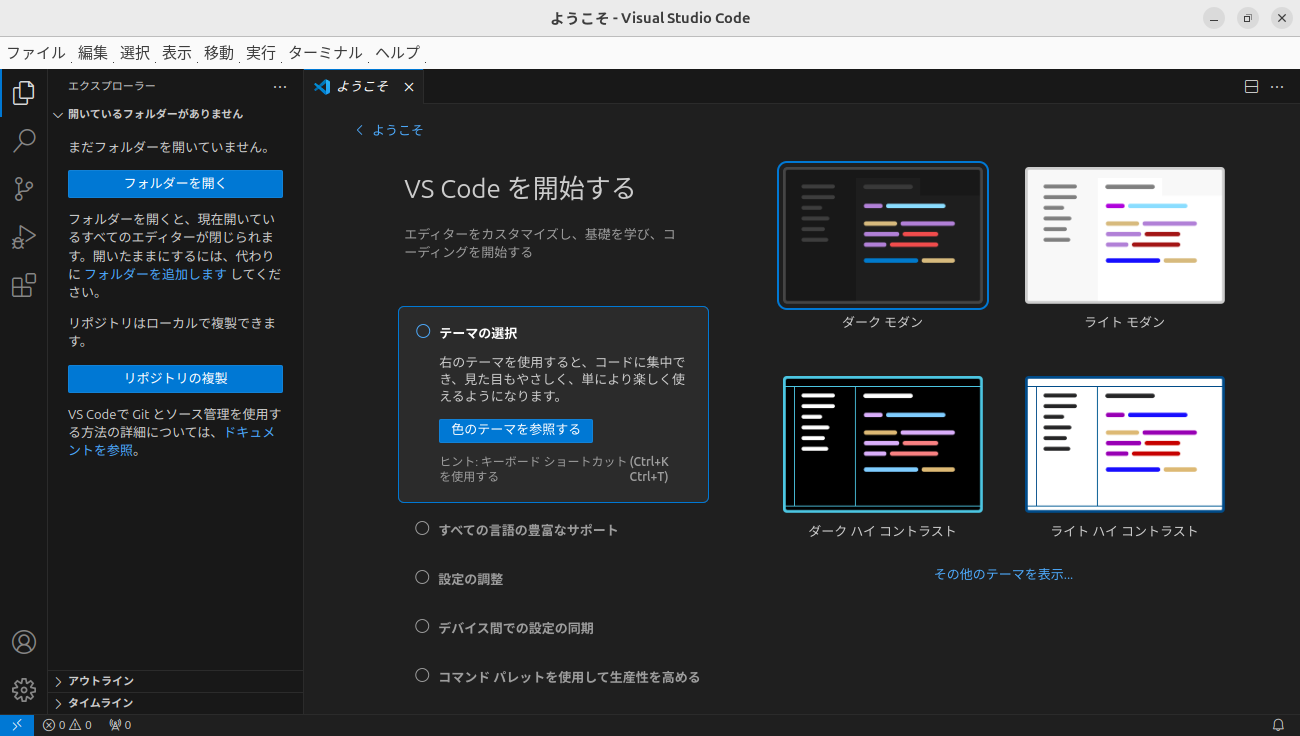 ようこそ - Visual Studio Code
ファイル 編集 選択 表示 移動 実行 ターミナル ヘルプ
エクスプローラー
開いているフォルダーがありません
まだフォルダーを開いていません。
フォルダーを開く
フォルダーを開くと、現在開いてい
るすべてのエディターが閉じられま
す。開いたままにするには、代わり
に フォルダーを追加します してくだ
さい。
リポジトリはローカルで複製できま
す。
リポジトリの複製
VS Codeで Git とソース管理を使用す
る方法の詳細については、ドキュメ
ントを参照。
アウトライン
タイムライン
ようこそ
ようこそ
VS Code を開始する
エディターをカスタマイズし、基礎を学び、コ
ーディングを開始する
テーマの選択
右のテーマを使用すると、コードに集中で
き、見た目もやさしく、単により楽しく使
えるようになります。
色のテーマを参照する
ヒント: キーボード ショートカット (Ctrl+K
を使用する Ctrl+T)
すべての言語の豊富なサポート
設定の調整
デバイス間での設定の同期
コマンド パレットを使用して生産性を高める
ダーク モダン
ライト モダン
ダーク ハイ コントラスト
ライト ハイ コントラスト
その他のテーマを表示...
0 0 0